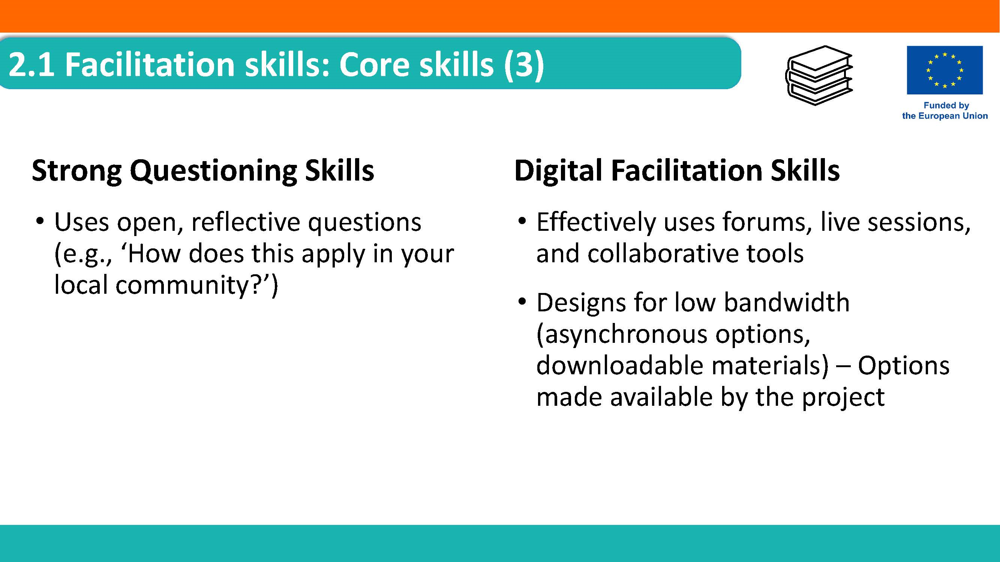 2.1 Facilitation skills: Core skills (3)
Funded by
the European Union
Strong Questioning Skills
• Uses open, reflective questions
(e.g., ‘How does this apply in your
local community?’)
Digital Facilitation Skills
• Effectively uses forums, live sessions,
and collaborative tools
• Designs for low bandwidth
(asynchronous options,
downloadable materials) – Options
made available by the project